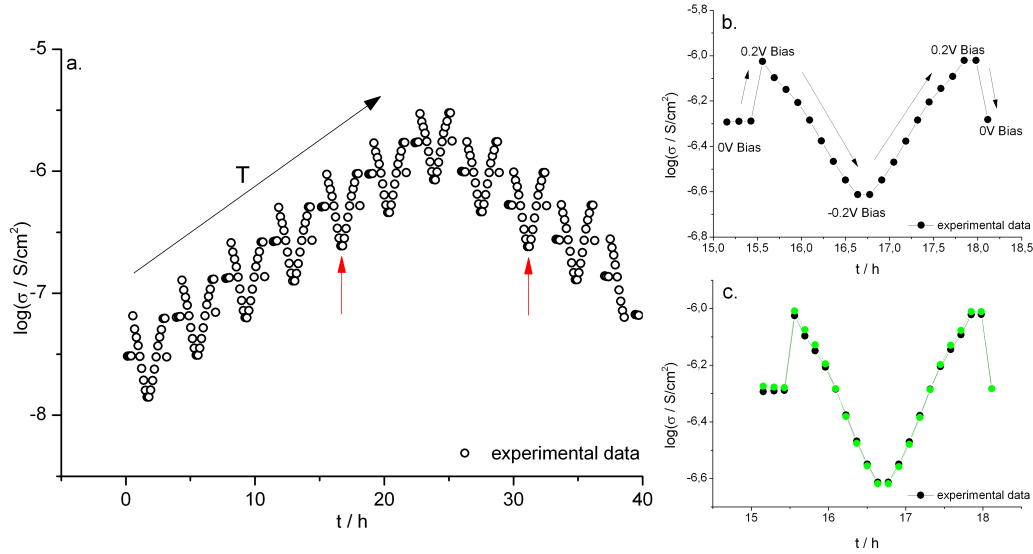 a.
T
-5
-6
-7
-8
log(σ / S/cm²)
0
10
20
30
40
t / h
experimental data
b.
-5,8
-6,0
-6,2
-6,4
-6,6
-6,8
log(σ / S/cm²)
0.2V Bias
0.2V Bias
0V Bias
0V Bias
-0.2V Bias
experimental data
15,0
15,5
16,0
16,5
17,0
17,5
18,0
18,5
t / h
c.
-6,0
-6,2
-6,4
-6,6
log(σ / S/cm²)
experimental data
15
16
17
18
t / h